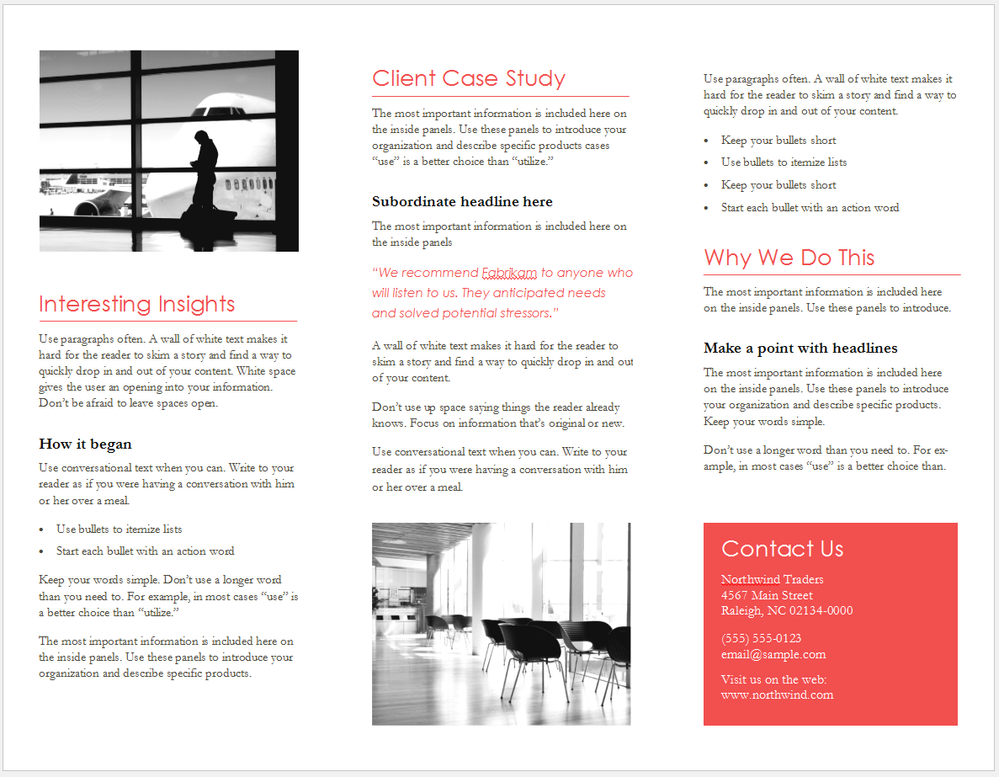 Interesting Insights
Use paragraphs often. A wall of white text makes it
hard for the reader to skim a story and find a way to
quickly drop in and out of your content. White space
gives the user an opening into your information.
Don’t be afraid to leave spaces open.
How it began
Use conversational text when you can. Write to your
reader as if you were having a conversation with him
or her over a meal.
• Use bullets to itemize lists
• Start each bullet with an action word
Keep your words simple. Don’t use a longer word
than you need to. For example, in most cases “use” is
a better choice than “utilize.”
The most important information is included here on
the inside panels. Use these panels to introduce your
organization and describe specific products.
Client Case Study
The most important information is included here on
the inside panels. Use these panels to introduce your
organization and describe specific products cases
“use” is a better choice than “utilize.”
Subordinate headline here
The most important information is included here on
the inside panels
“We recommend Fabrikam to anyone who
will listen to us. They anticipated needs
and solved potential stressors.”
A wall of white text makes it hard for the reader to
skim a story and find a way to quickly drop in and out
of your content.
Don’t use up space saying things the reader already
knows. Focus on information that’s original or new.
Use conversational text when you can. Write to your
reader as if you were having a conversation with him
or her over a meal.
Use paragraphs often. A wall of white text makes it
hard for the reader to skim a story and find a way to
quickly drop in and out of your content.
• Keep your bullets short
• Use bullets to itemize lists
• Keep your bullets short
• Start each bullet with an action word
Why We Do This
The most important information is included here
on the inside panels. Use these panels to introduce.
Make a point with headlines
The most important information is included here
on the inside panels. Use these panels to introduce
your organization and describe specific products.
Keep your words simple.
Don’t use a longer word than you need to. For ex-
ample, in most cases “use” is a better choice than.
Contact Us
Northwind Traders
4567 Main Street
Raleigh, NC 02134-0000
(555) 555-0123
email@sample.com
Visit us on the web:
www.northwind.com